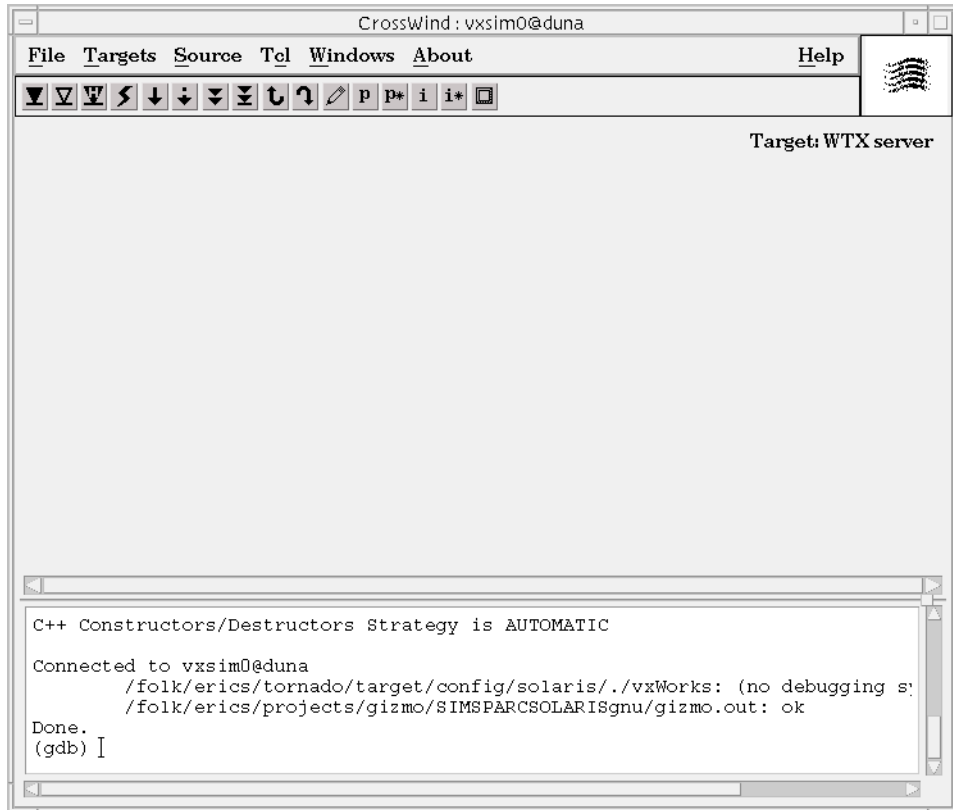 CrossWind : vxsim0@duna
File Targets Source Tcl Windows About Help
p p* i i*
Target: WTX server
C++ Constructors/Destructors Strategy is AUTOMATIC
Connected to vxsim0@duna
/folk/erics/tornado/target/config/solaris/./vxWorks: (no debugging
/folk/erics/projects/gizmo/SIMSPARCSOLARISgnu/gizmo.out: ok
Done.
(gdb)